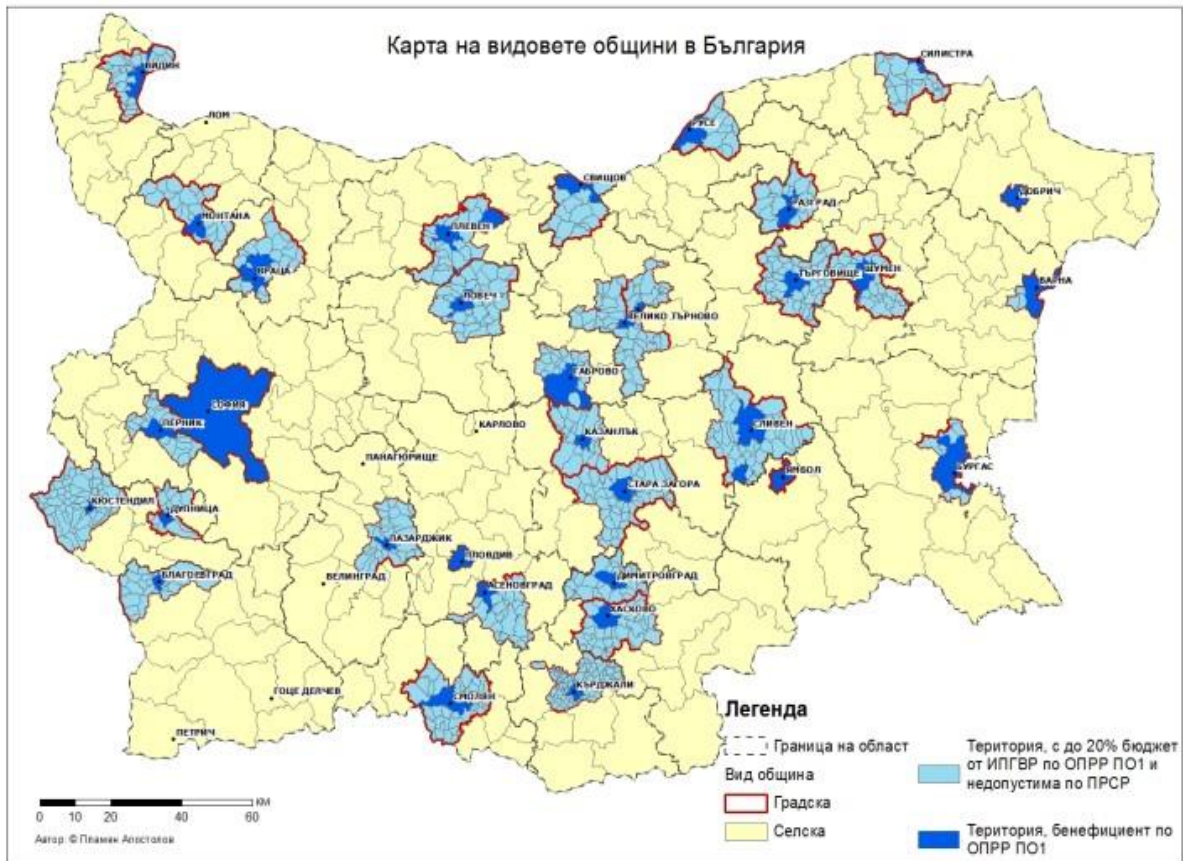 Карта на видовете общини в България
СИЛИСТРА
ВИДИН
ЛОМ
РУСЕ
СВИЩОВ
ДОБРИЧ
РАЗГРАД
МОНТАНА
ПЛЕВЕН
ВРАЦА
ТЪРГОВИЩЕ
ШУМЕН
ВАРНА
ЛОВЕЧ
ВЕЛИКО ТЪРНОВО
ГАБРОВО
СОФИЯ
ПЕРНИК
КАРЛОВО
КАЗАНЛЪК
СЛИВЕН
ПАНАГЮРИЩЕ
ЯМБОЛ
БУРГАС
КЮСТЕНДИЛ
СТАРА ЗАГОРА
ДУПНИЦА
ПАЗАРДЖИК
ПЛОВДИВ
БЛАГОЕВГРАД
ВЕЛИНГРАД
АСЕНОВГРАД
ДИМИТРОВГРАД
ХАСКОВО
СМОЛЯН
КЪРДЖАЛИ
ГОЦЕ ДЕЛЧЕВ
ПЕТРИЧ
Легенда
Граница на област
Вид община
Градска
Селска
Територия, с до 20% бюджет
от ИПГВР по ОПРР ПО1 и
недопустима по ПРСР
Територия, бенефициент по
ОПРР ПО1
КМ
0 10 20 40 60
Автор: © Пламен Апостолов